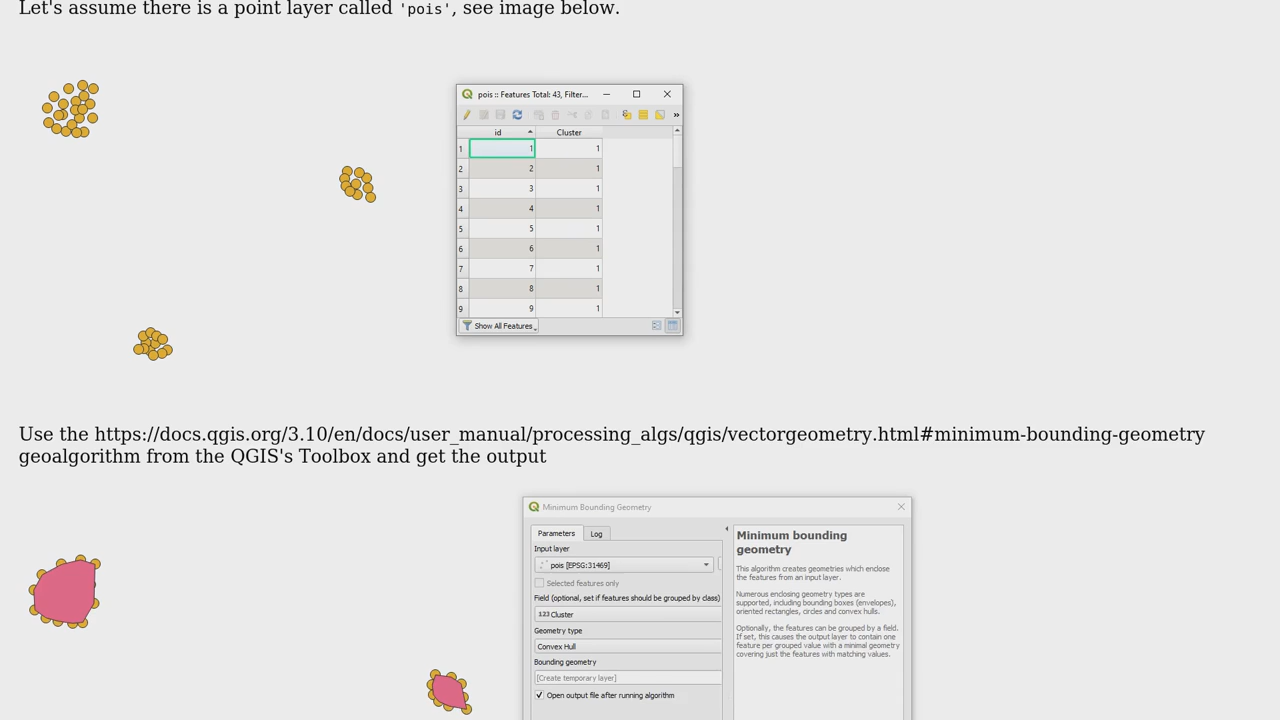 Let's assume there is a point layer called 'pois', see image below.
pois :: Features Total: 43, Filter...
id Cluster
1 1 1
2 2 1
3 3 1
4 4 1
5 5 1
6 6 1
7 7 1
8 8 1
9 9 1
Show All Features
Use the https://docs.qgis.org/3.10/en/docs/user_manual/processing_algs/qgis/vectorgeometry.html#minimum-bounding-geometry
geoalgorithm from the QGIS's Toolbox and get the output
Minimum Bounding Geometry
Parameters Log
Input layer
pois [EPSG:31469]
Selected features only
Field (optional, set if features should be grouped by class)
123 Cluster
Geometry type
Convex Hull
Bounding geometry
[Create temporary layer]
Open output file after running algorithm
Minimum bounding
geometry
This algorithm creates geometries which enclose
the features from an input layer.
Numerous enclosing geometry types are
supported, including bounding boxes (envelopes),
oriented rectangles, circles and convex hulls.
Optionally, the features can be grouped by a field.
If set, this causes the output layer to contain one
feature per grouped value with a minimal geometry
covering just the features with matching values.